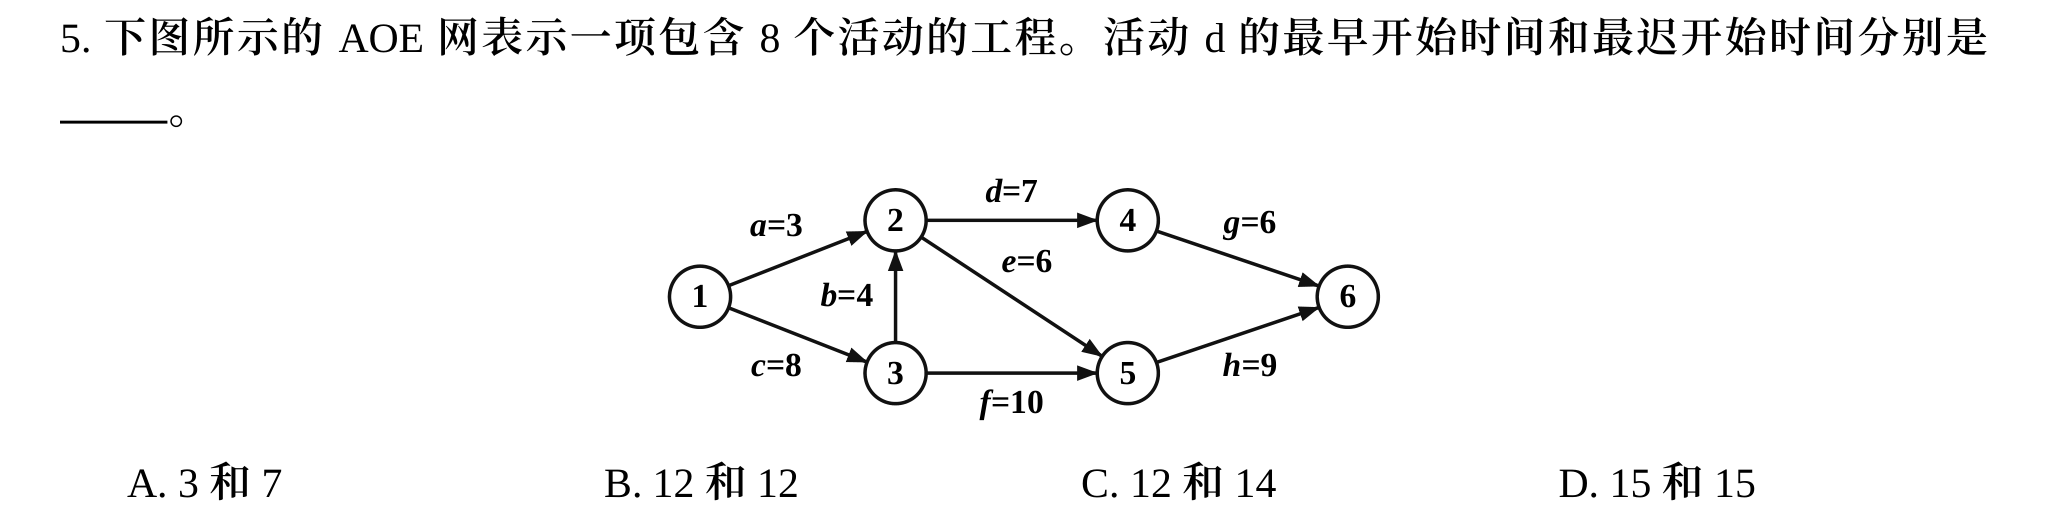 5. 下图所示的 AOE 网表示一项包含 8 个活动的工程。活动 d 的最早开始时间和最迟开始时间分别是
_____。
d=7
a=3
2
4
g=6
e=6
1
b=4
6
c=8
3
5
h=9
f=10
A. 3 和 7 B. 12 和 12 C. 12 和 14 D. 15 和 15